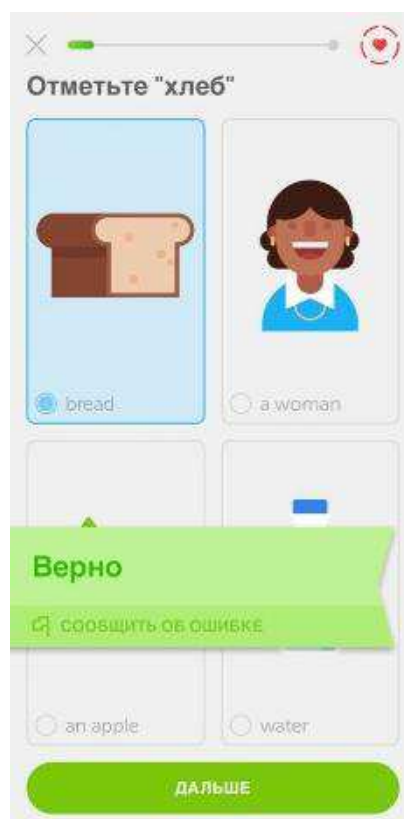 Отметьте "хлеб"
bread
a woman
Верно
СООБЩИТЬ ОБ ОШИБКЕ
an apple
water
ДАЛЬШЕ